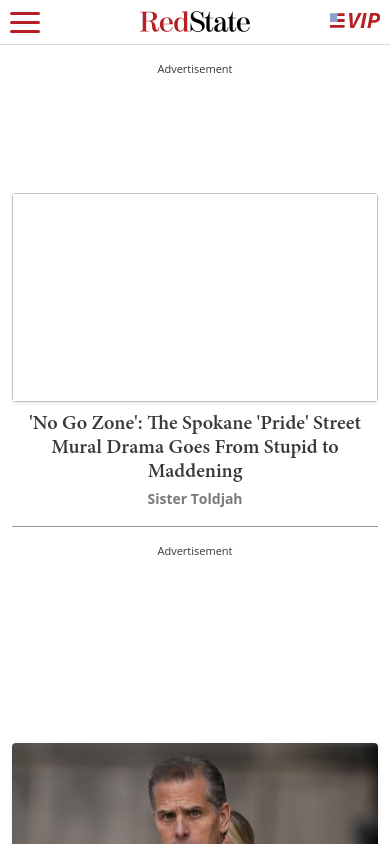 RedState
VIP
Advertisement
'No Go Zone': The Spokane 'Pride' Street
Mural Drama Goes From Stupid to
Maddening
Sister Toldjah
Advertisement